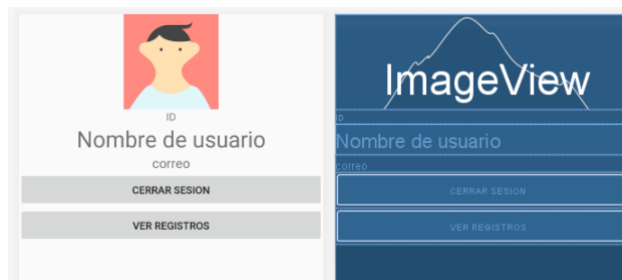 ID
Nombre de usuario
correo
CERRAR SESION
VER REGISTROS
ImageView
ID
Nombre de usuario
correo
CERRAR SESION
VER REGISTROS